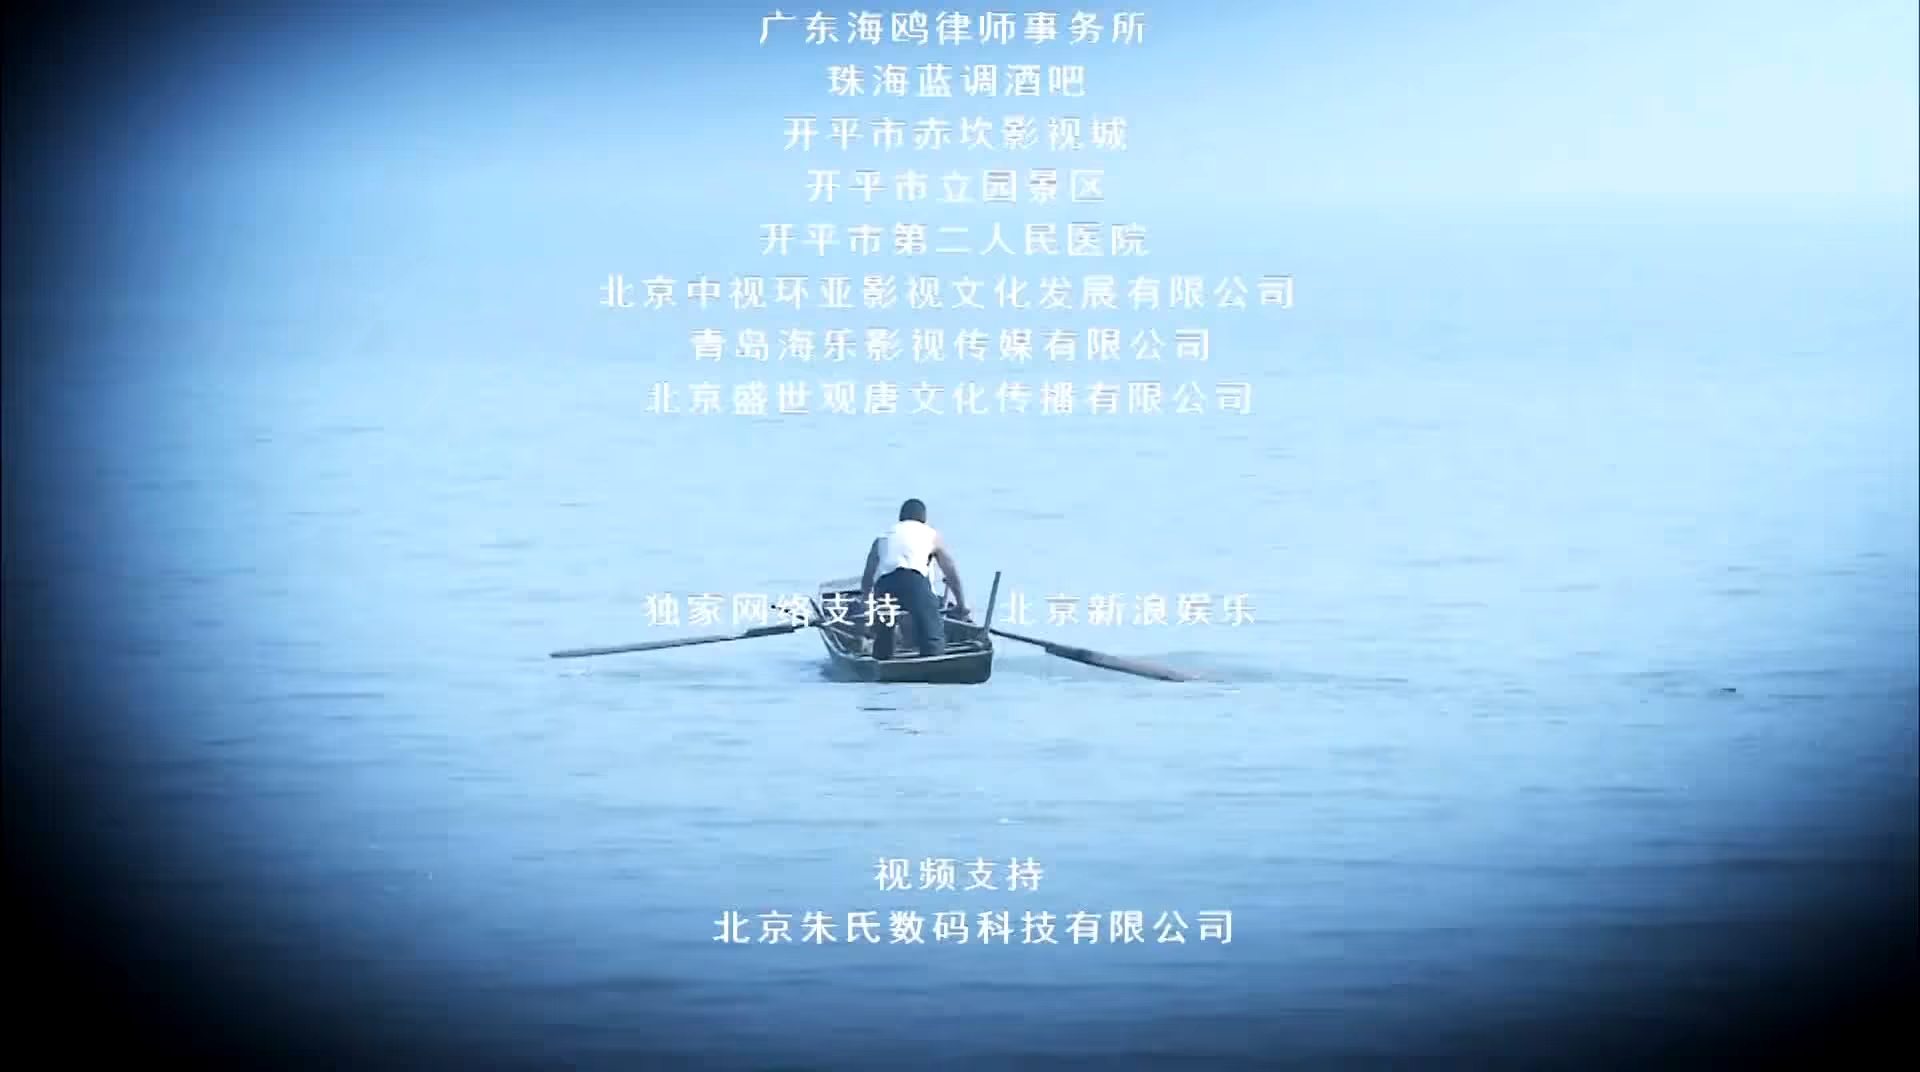 广东海鸥律师事务所
珠海蓝调酒吧
开平市赤坎影视城
开平市立园景区
开平市第二人民医院
北京中视环亚影视文化发展有限公司
青岛海乐影视传媒有限公司
北京盛世观唐文化传播有限公司
独家网络支持 北京新浪娱乐
视频支持
北京朱氏数码科技有限公司